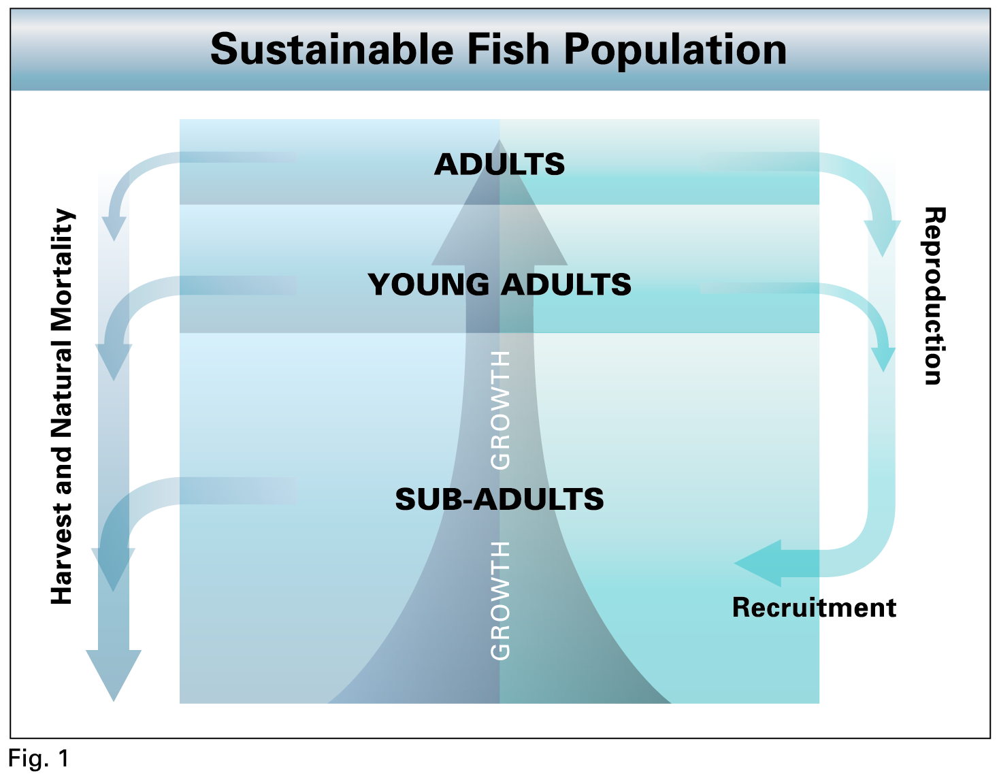 Sustainable Fish Population
ADULTS
YOUNG ADULTS
GROWTH
SUB-ADULTS
GROWTH
Harvest and Natural Mortality
Reproduction
Recruitment
Fig. 1